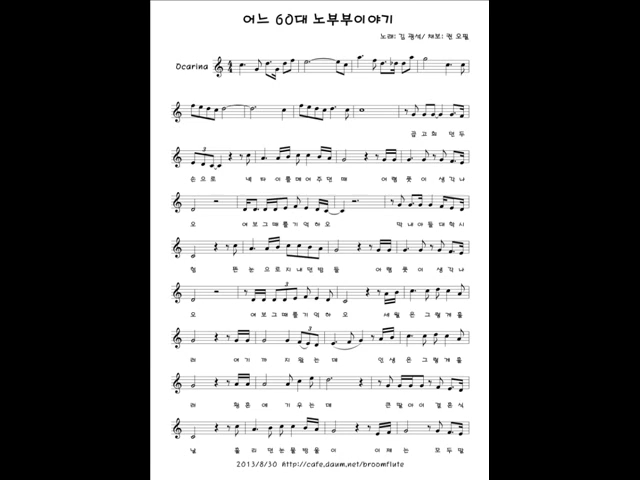 어느 60대 노부부이야기
노래: 김 광석/ 채보: 권 오필
Ocarina
곱고희 던두
손으로 넥타이를매어주던때 어렴풋이 생각나
오 여보그때를기억하오 막내아들대학시
험 뜬눈으로지내던밤들 어렴풋이 생각나
오 여보그때를기억하오 세월은그렇게흘
러 여기까 지왔는데 인생은그렇게흘
러 황혼에 기우는데 큰딸아이 결혼식
날 흘리던눈물방울이 이제는 모두말
2013/8/30 http://cafe.daum.net/broomflute